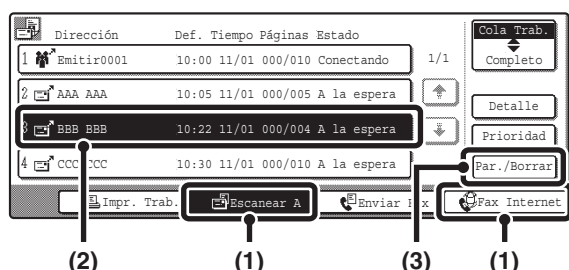 Dirección Def. Tiempo Páginas Estado
Cola Trab.
Completo
1 Emitir0001 10:00 11/01 000/010 Conectando
1/1
2 AAA AAA 10:05 11/01 000/005 A la espera
Detalle
3 BBB BBB 10:22 11/01 000/004 A la espera
Prioridad
4 CCC CCC 10:30 11/01 000/010 A la espera
Par./Borrar
Impr. Trab. Escanear A Enviar Fax Fax Internet
(2) (1) (3) (1)